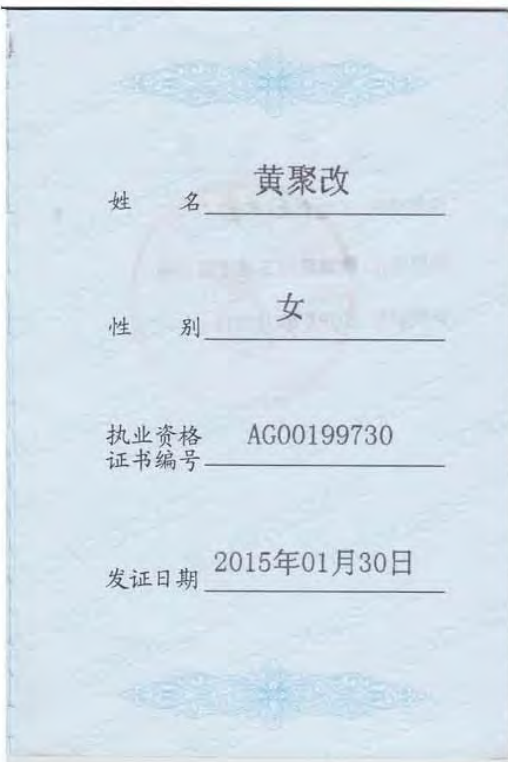 姓 名 黄聚改
性 别 女
执业资格
证书编号 AG00199730
发证日期 2015年01月30日